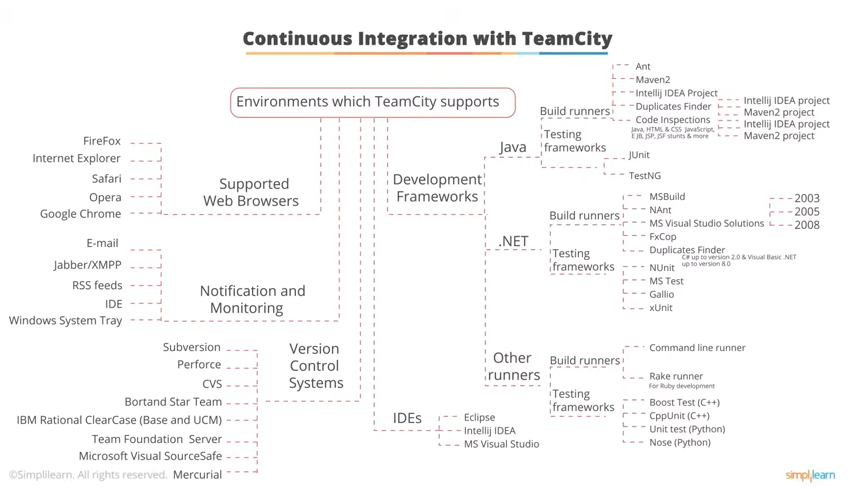 Continuous Integration with TeamCity
Environments which TeamCity supports
FireFox
Internet Explorer
Safari
Opera
Google Chrome
Supported
Web Browsers
E-mail
Jabber/XMPP
RSS feeds
IDE
Windows System Tray
Notification and
Monitoring
Subversion
Perforce
CVS
Bortand Star Team
IBM Rational ClearCase (Base and UCM)
Team Foundation Server
Microsoft Visual SourceSafe
Mercurial
Version
Control
Systems
IDEs
Eclipse
Intellij IDEA
MS Visual Studio
Development
Frameworks
Java
Build runners
Ant
Maven2
Intellij IDEA Project
Duplicates Finder
Intellij IDEA project
Maven2 project
Code Inspections
Java, HTML & CSS JavaScript,
E JB, JSP, JSF stunts & more
Intellij IDEA project
Maven2 project
Testing
frameworks
JUnit
TestNG
.NET
Build runners
MSBuild
NAnt
MS Visual Studio Solutions
2003
2005
2008
FxCop
Duplicates Finder
C# up to version 2.0 & Visual Basic .NET
up to version 8.0
Testing
frameworks
NUnit
MS Test
Gallio
xUnit
Other
runners
Build runners
Command line runner
Rake runner
For Ruby development
Testing
frameworks
Boost Test (C++)
CppUnit (C++)
Unit test (Python)
Nose (Python)
©Simplilearn. All rights reserved.
simplilearn